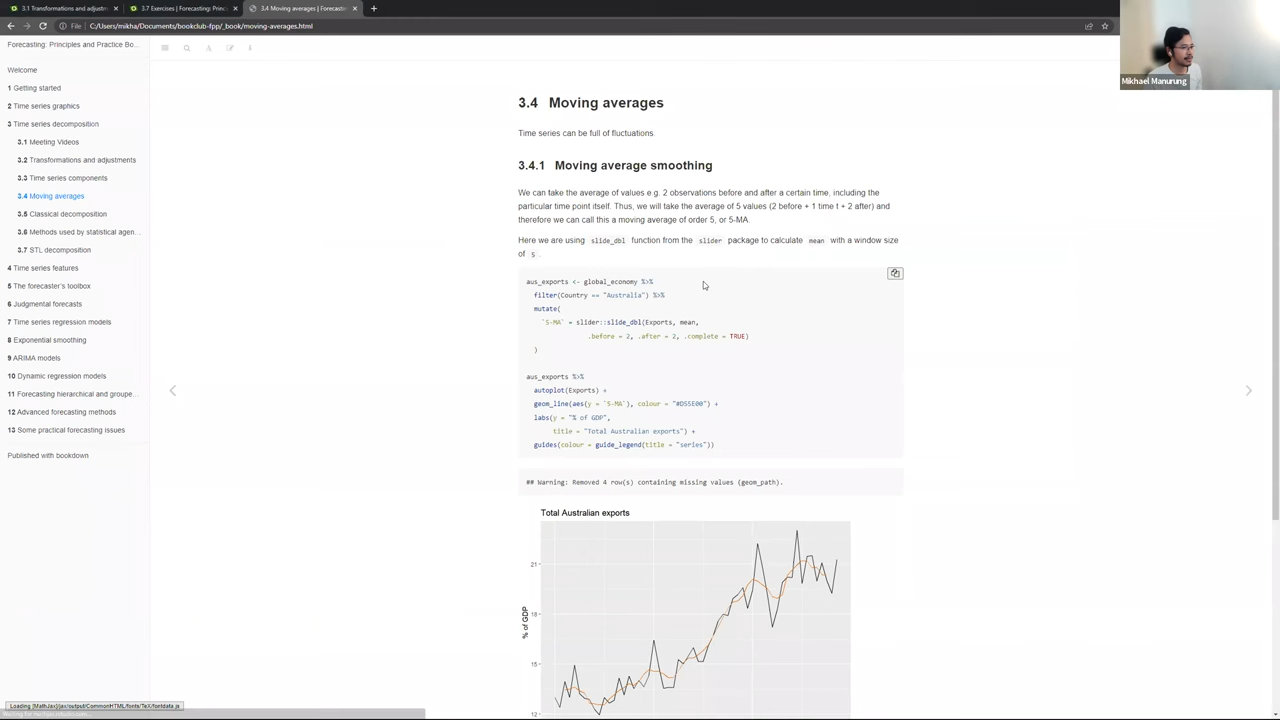 3.1 Transformations and adjustm
3.7 Exercises | Forecasting: Princ
3.4 Moving averages | Forecastin
File
C:/Users/mikha/Documents/bookclub-fpp/_book/moving-averages.html
Forecasting: Principles and Practice Bo...
Welcome
1 Getting started
2 Time series graphics
3 Time series decomposition
3.1 Meeting Videos
3.2 Transformations and adjustments
3.3 Time series components
3.4 Moving averages
3.5 Classical decomposition
3.6 Methods used by statistical agen...
3.7 STL decomposition
4 Time series features
5 The forecaster's toolbox
6 Judgmental forecasts
7 Time series regression models
8 Exponential smoothing
9 ARIMA models
10 Dynamic regression models
11 Forecasting hierarchical and groupe...
12 Advanced forecasting methods
13 Some practical forecasting issues
Published with bookdown
3.4 Moving averages
Time series can be full of fluctuations.
3.4.1 Moving average smoothing
We can take the average of values e.g. 2 observations before and after a certain time, including the
particular time point itself. Thus, we will take the average of 5 values (2 before + 1 time t + 2 after) and
therefore we can call this a moving average of order 5, or 5-MA.
Here we are using slide_dbl function from the slider package to calculate mean with a window size
of 5.
aus_exports <- global_economy %>%
filter(Country == "Australia") %>%
mutate(
`5-MA` = slider::slide_dbl(Exports, mean,
.before = 2, .after = 2, .complete = TRUE)
)
aus_exports %>%
autoplot(Exports) +
geom_line(aes(y = `5-MA`), colour = "#D55E00") +
labs(y = "% of GDP",
title = "Total Australian exports") +
guides(colour = guide_legend(title = "series"))
## Warning: Removed 4 row(s) containing missing values (geom_path).
Total Australian exports
21
18
15
12
% of GDP
Mikhael Manurung
Loading [MathJax]/jax/output/CommonHTML/fonts/TeX/fontdata.js